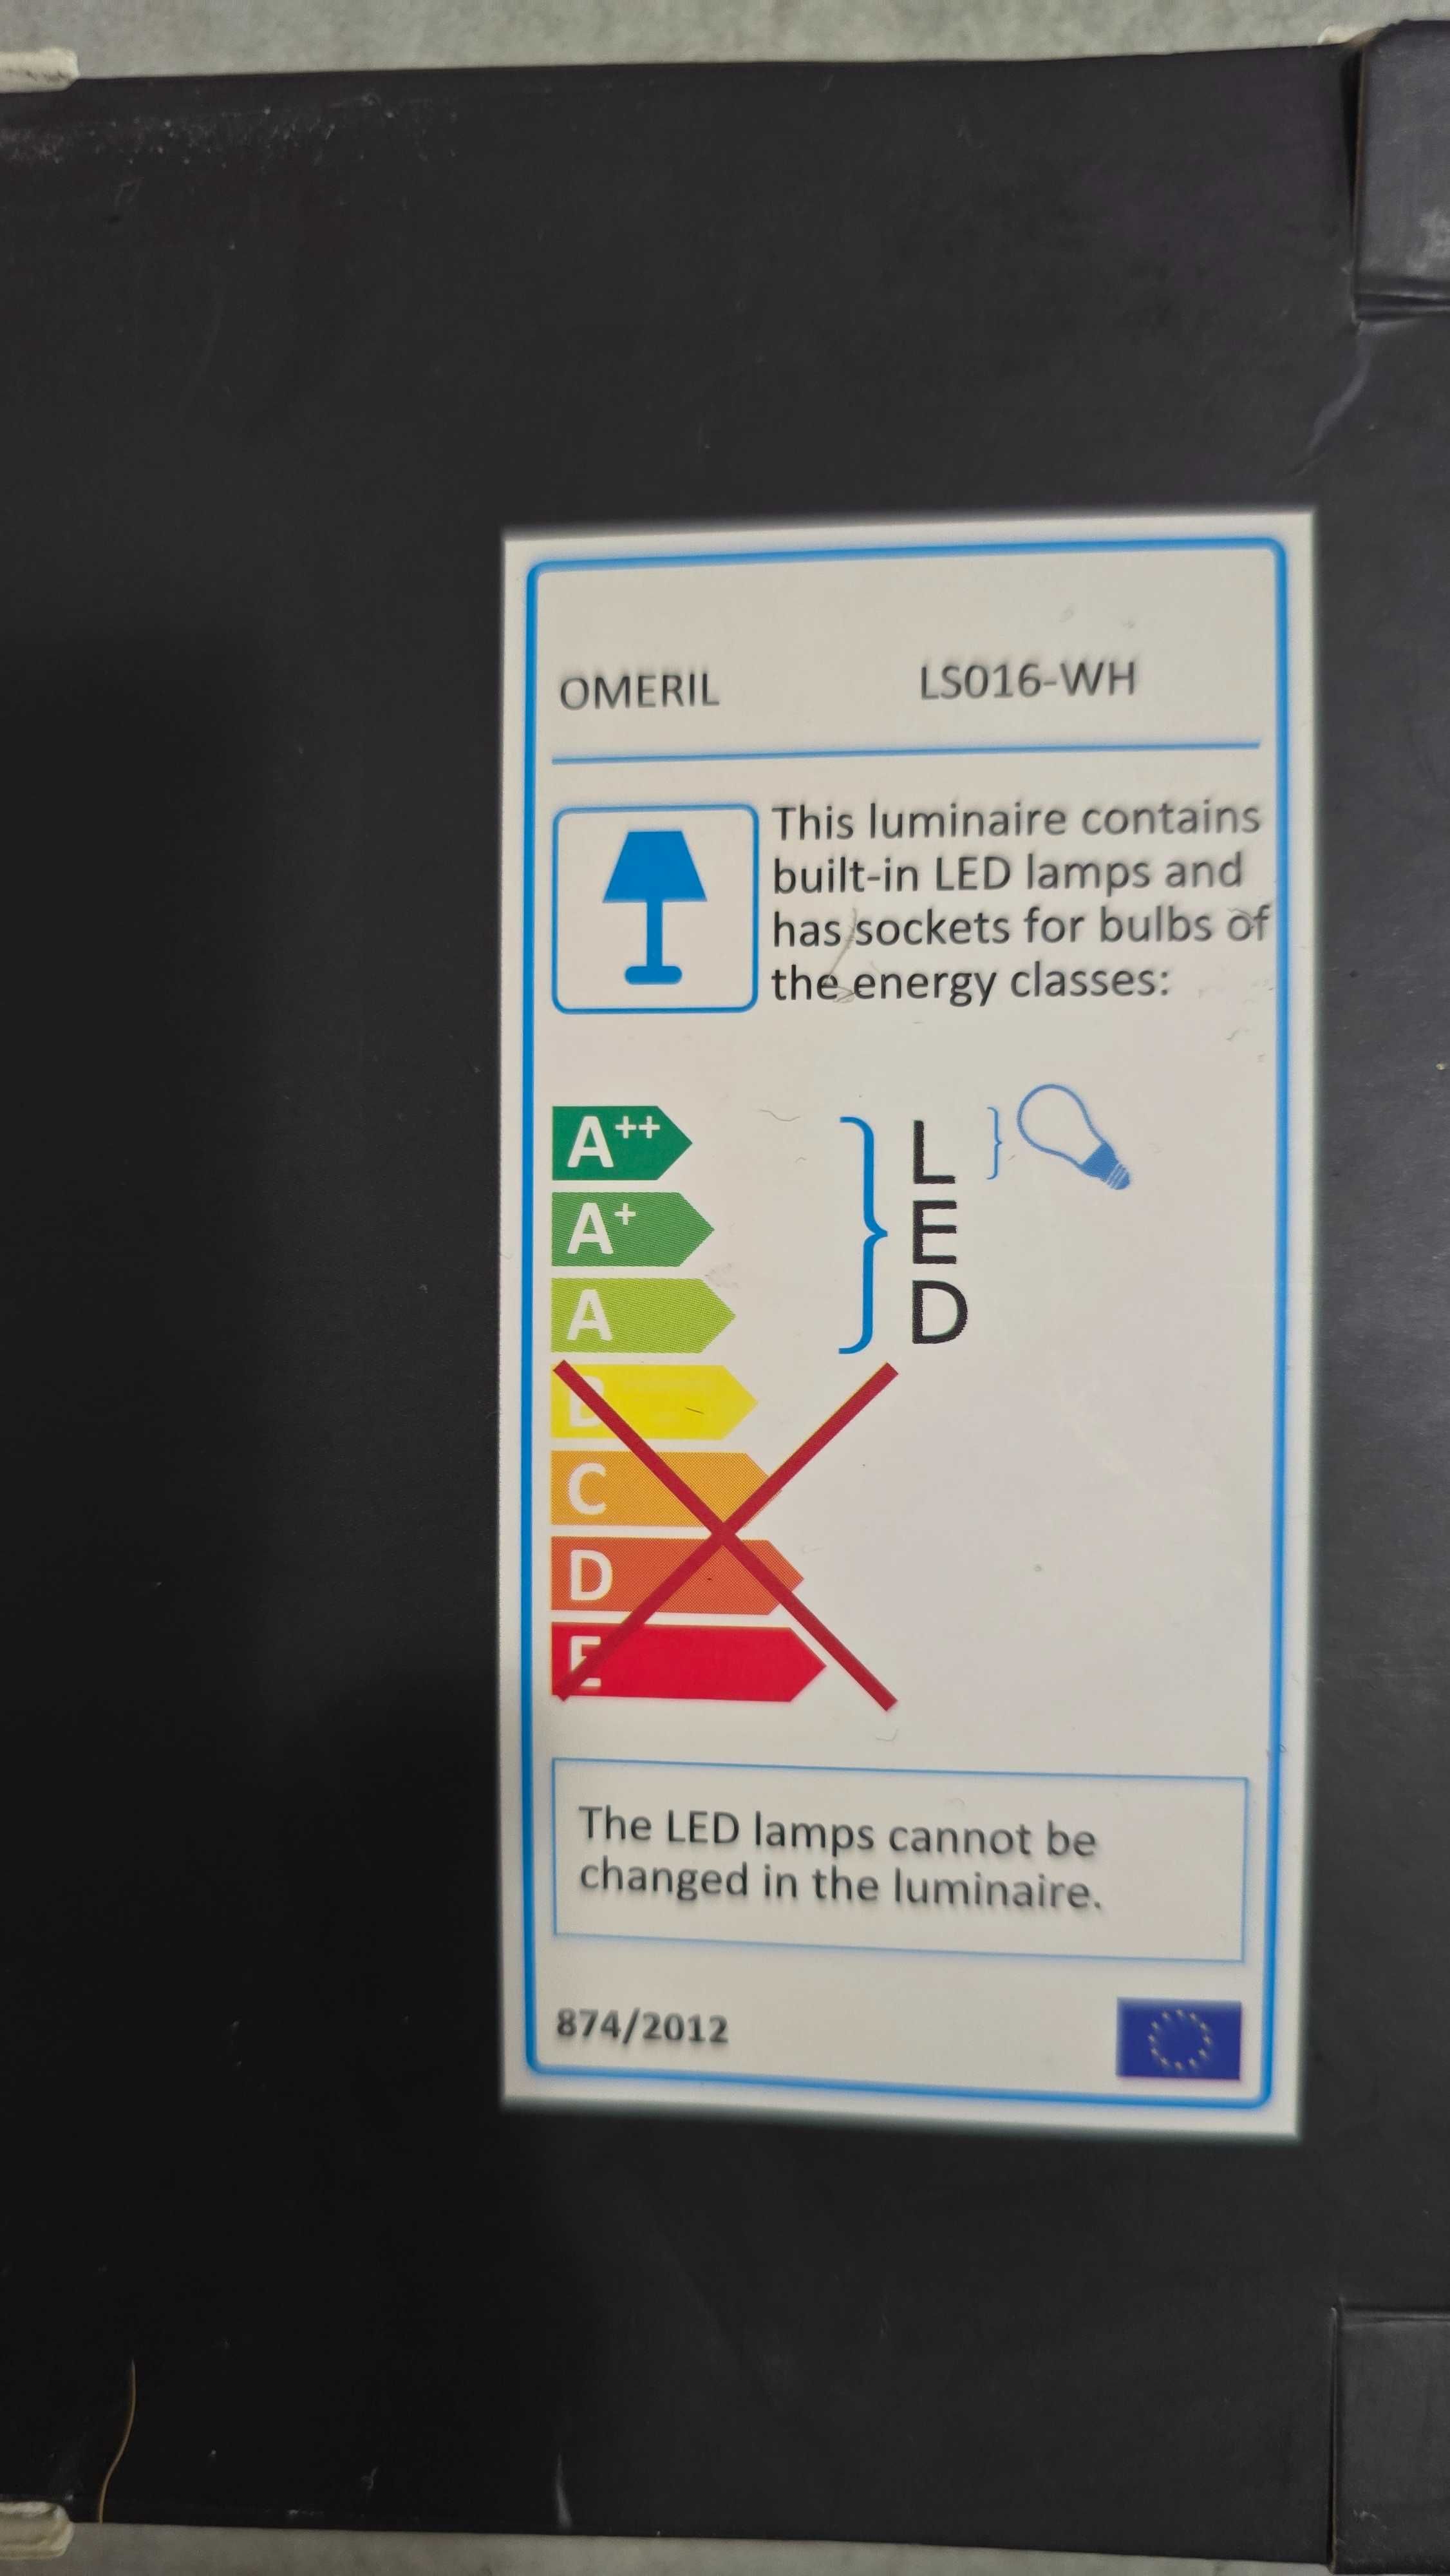 OMERIL LS016-WH
This luminaire contains
built-in LED lamps and
has sockets for bulbs of
the energy classes:
A++
A+
A
L
E
D
B
C
D
E
The LED lamps cannot be
changed in the luminaire.
874/2012